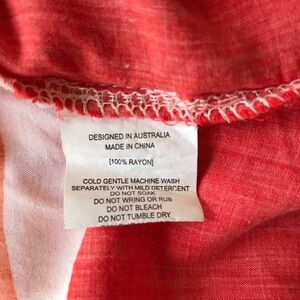 DESIGNED IN AUSTRALIA
MADE IN CHINA
[100% RAYON]
COLD GENTLE MACHINE WASH
SEPARATELY WITH MILD DETERCENT
DO NOT SOAK
DO NOT WRING OR RUB
DO NOT BLEACH
DO NOT TUMBLE DRY